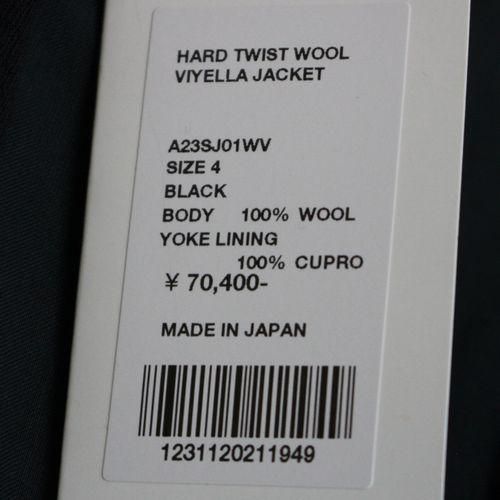 HARD TWIST WOOL
VIYELLA JACKET
A23SJ01WV
SIZE 4
BLACK
BODY 100% WOOL
YOKE LINING
100% CUPRO
¥ 70,400-
MADE IN JAPAN
1231120211949